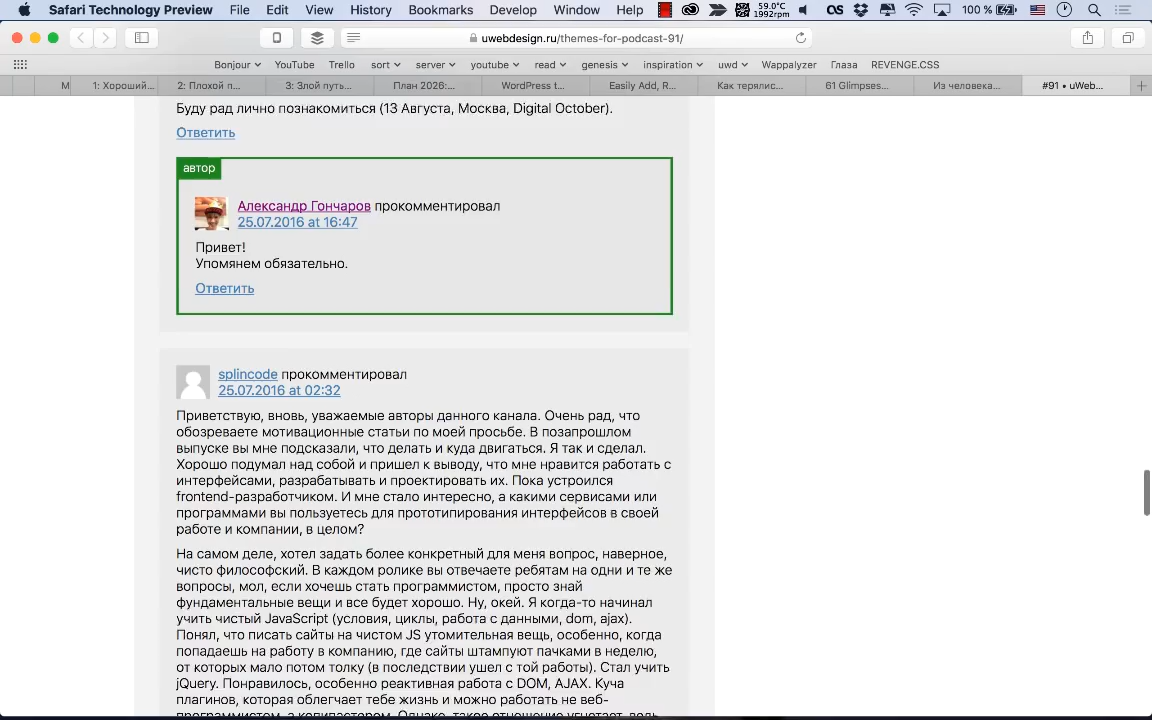 Safari Technology Preview File Edit View History Bookmarks Develop Window Help 59.0°C 1992rpm 100 %
uwebdesign.ru/themes-for-podcast-91/
Bonjour YouTube Trello sort server youtube read genesis inspiration uwd Wappalyzer Глаза REVENGE.CSS
М 1: Хороший... 2: Плохой п... 3: Злой путь... План 2026:... WordPress t... Easily Add, R... Как терялис... 61 Glimpses... Из человека... #91 • uWeb...
Буду рад лично познакомиться (13 Августа, Москва, Digital October).
Ответить
автор
Александр Гончаров прокомментировал
25.07.2016 at 16:47
Привет!
Упомянем обязательно.
Ответить
splincode прокомментировал
25.07.2016 at 02:32
Приветствую, вновь, уважаемые авторы данного канала. Очень рад, что
обозреваете мотивационные статьи по моей просьбе. В позапрошлом
выпуске вы мне подсказали, что делать и куда двигаться. Я так и сделал.
Хорошо подумал над собой и пришел к выводу, что мне нравится работать с
интерфейсами, разрабатывать и проектировать их. Пока устроился
frontend-разработчиком. И мне стало интересно, а какими сервисами или
программами вы пользуетесь для прототипирования интерфейсов в своей
работе и компании, в целом?
На самом деле, хотел задать более конкретный для меня вопрос, наверное,
чисто философский. В каждом ролике вы отвечаете ребятам на одни и те же
вопросы, мол, если хочешь стать программистом, просто знай
фундаментальные вещи и все будет хорошо. Ну, окей. Я когда-то начинал
учить чистый JavaScript (условия, циклы, работа с данными, dom, ajax).
Понял, что писать сайты на чистом JS утомительная вещь, особенно, когда
попадаешь на работу в компанию, где сайты штампуют пачками в неделю,
от которых мало потом толку (в последствии ушел с той работы). Стал учить
jQuery. Понравилось, особенно реактивная работа с DOM, AJAX. Куча
плагинов, которая облегчает тебе жизнь и можно работать не веб-
программистом, а копипастером. Однако, такое отношение угнетает, ведь